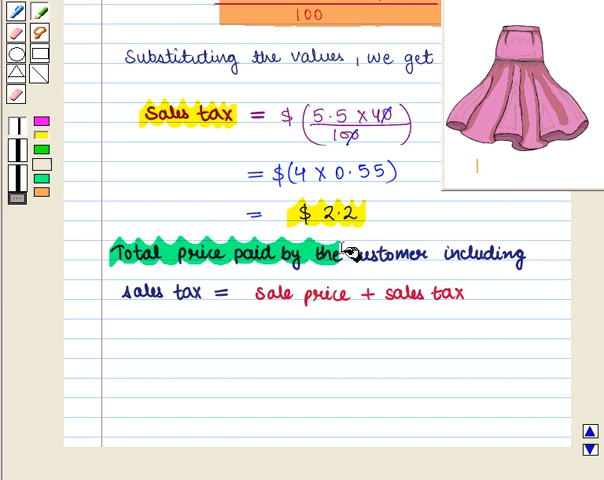 100
Substituting the values, we get
Sales tax = $ (5.5 × 40 / 100)
= $(4 × 0.55)
= $ 2.2
Total price paid by the customer including
sales tax = sale price + sales tax